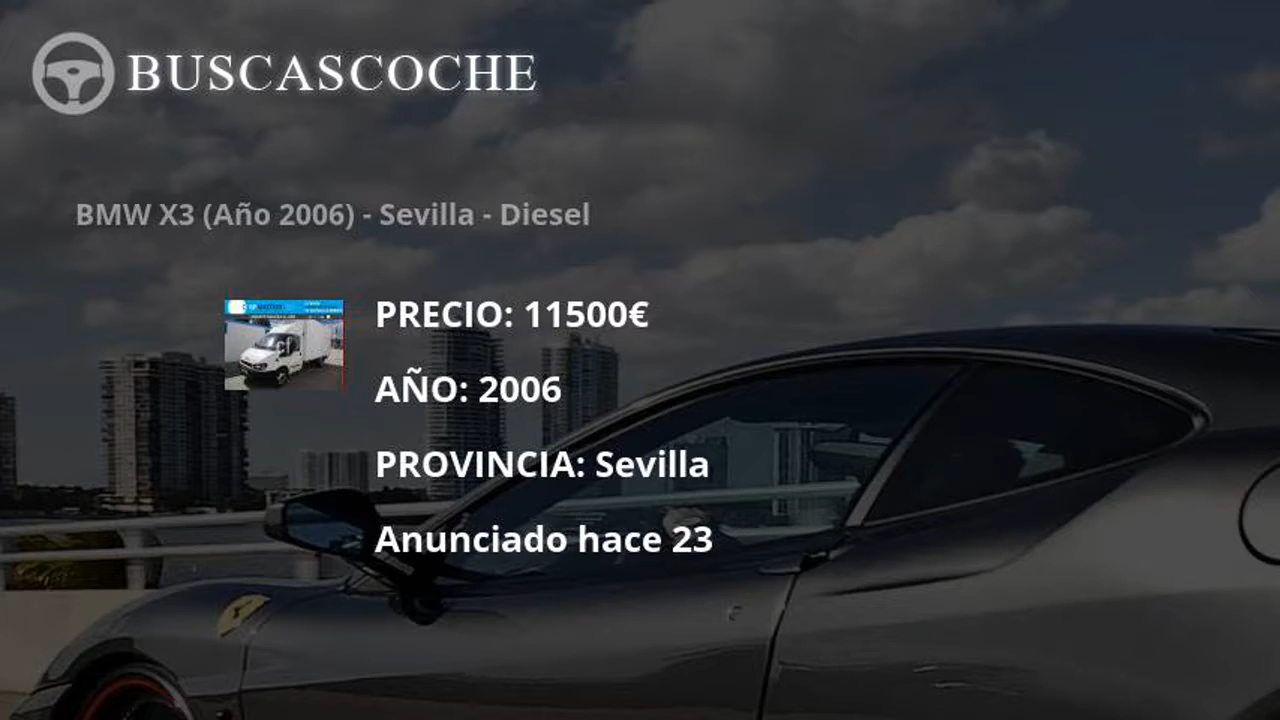 BUSCASCOCHE
BMW X3 (Año 2006) - Sevilla - Diesel
PRECIO: 11500€
AÑO: 2006
PROVINCIA: Sevilla
Anunciado hace 23